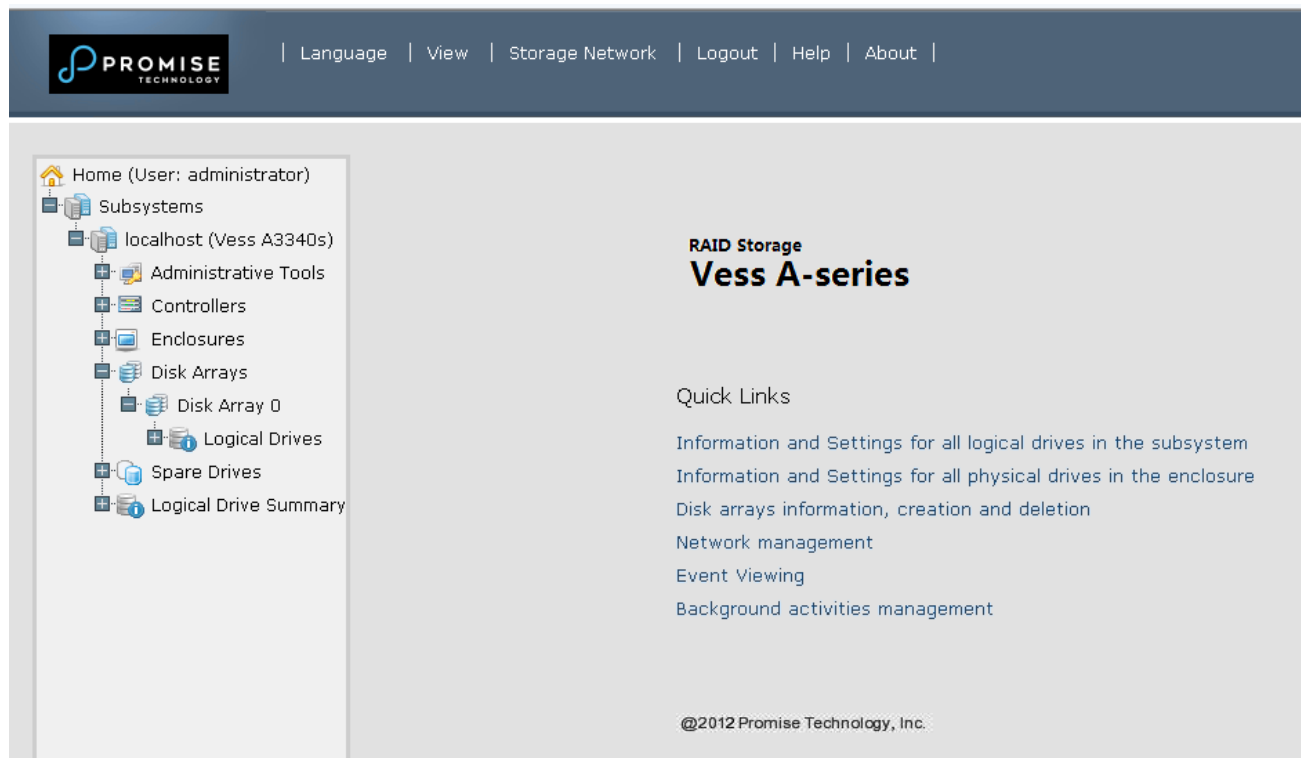 PROMISE
TECHNOLOGY
| Language | View | Storage Network | Logout | Help | About |
Home (User: administrator)
Subsystems
localhost (Vess A3340s)
Administrative Tools
Controllers
Enclosures
Disk Arrays
Disk Array 0
Logical Drives
Spare Drives
Logical Drive Summary
RAID Storage
Vess A-series
Quick Links
Information and Settings for all logical drives in the subsystem
Information and Settings for all physical drives in the enclosure
Disk arrays information, creation and deletion
Network management
Event Viewing
Background activities management
@2012 Promise Technology, Inc.